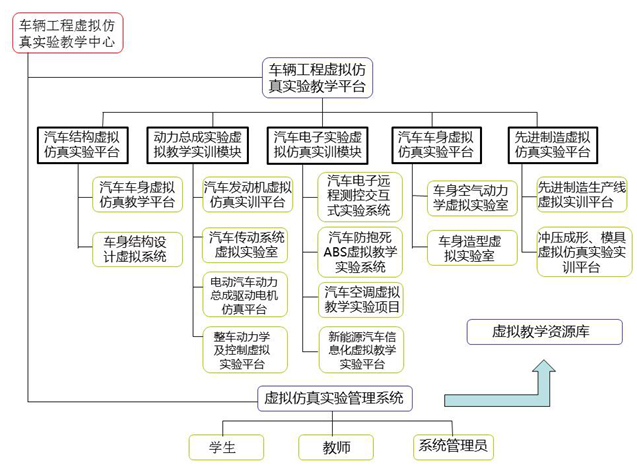 车辆工程虚拟仿
真实验教学中心
车辆工程虚拟仿
真实验教学平台
汽车结构虚拟
仿真实验平台
动力总成实验虚
拟教学实训模块
汽车电子实验虚
拟仿真实训模块
汽车车身虚拟
仿真实验平台
先进制造虚拟
仿真实验平台
汽车车身虚拟
仿真教学平台
车身结构设
计虚拟系统
汽车发动机虚拟
仿真实训平台
汽车传动系统
虚拟实验室
电动汽车动力
总成驱动电机
仿真平台
整车动力学
及控制虚拟
实验平台
汽车电子远
程测控交互
式实验系统
汽车防抱死
ABS虚拟教学
实验系统
汽车空调虚拟
教学实验项目
新能源汽车信
息化虚拟教学
实验平台
车身空气动力
学虚拟实验室
车身造型虚
拟实验室
先进制造生产线
虚拟实训平台
冲压成形、模具
虚拟仿真实验实
训平台
虚拟教学资源库
虚拟仿真实验管理系统
学生
教师
系统管理员